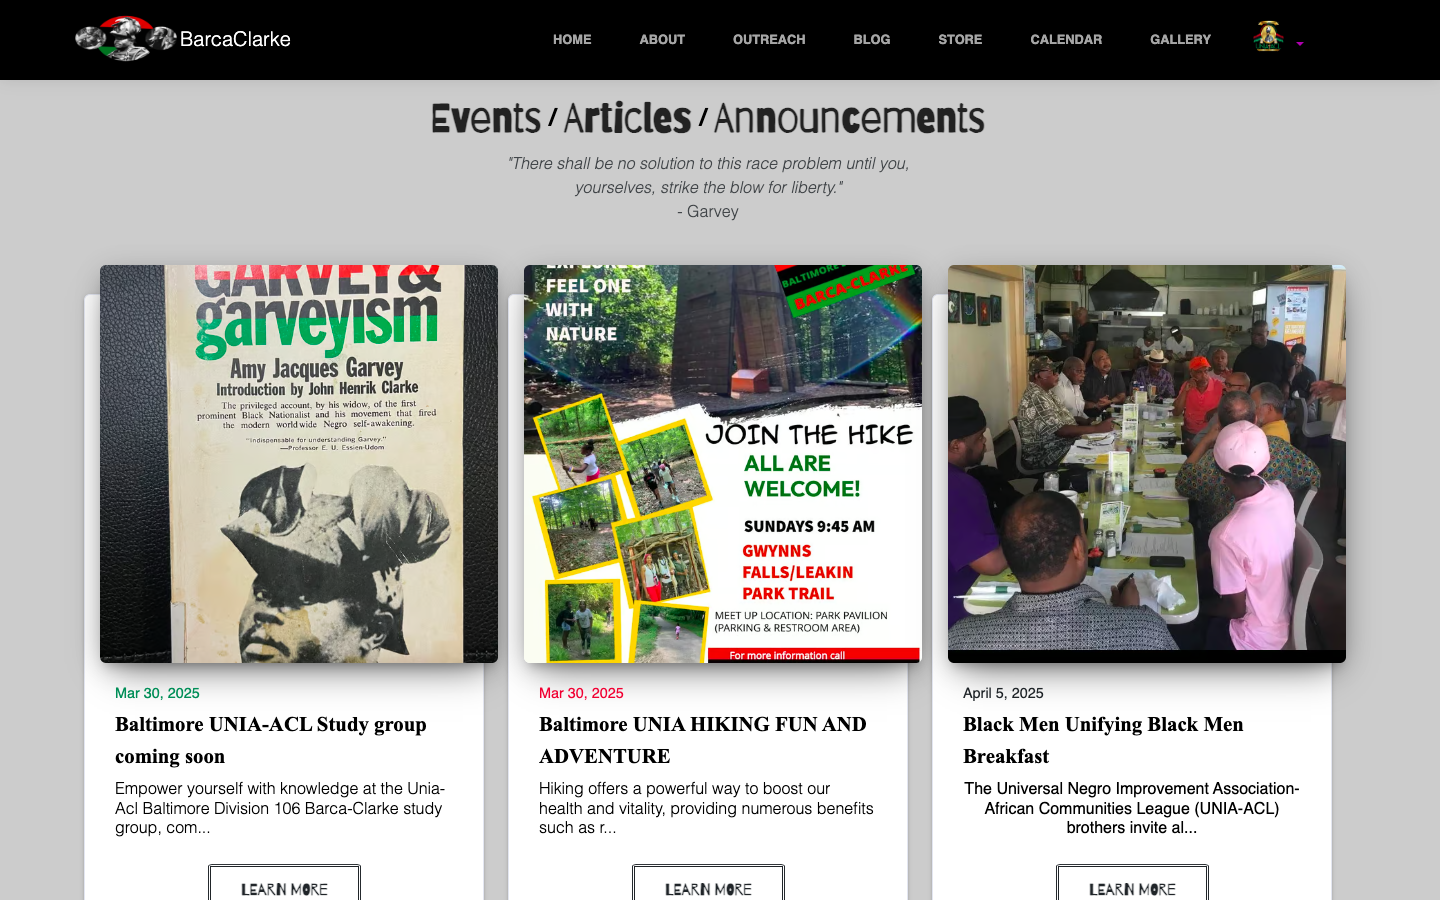 BarcaClarke
HOME
ABOUT
OUTREACH
BLOG
STORE
CALENDAR
GALLERY
Events / Articles / Announcements
"There shall be no solution to this race problem until you,
yourselves, strike the blow for liberty."
- Garvey
GARVEY&
garveyism
Amy Jacques Garvey
Introduction by John Henrik Clarke
The privileged account, by his widow, of the first
prominent Black Nationalist and his movement that fired
the modern worldwide Negro self-awakening.
"Indispensable for understanding Garvey."
—Professor E. U. Essien-Udom
FEEL ONE
WITH
NATURE
BALTIMORE
BARCA-CLARKE
JOIN THE HIKE
ALL ARE
WELCOME!
SUNDAYS 9:45 AM
GWYNNS
FALLS/LEAKIN
PARK TRAIL
MEET UP LOCATION: PARK PAVILION
(PARKING & RESTROOM AREA)
For more information call
Mar 30, 2025
Baltimore UNIA-ACL Study group
coming soon
Empower yourself with knowledge at the Unia-
Acl Baltimore Division 106 Barca-Clarke study
group, com...
LEARN MORE
Mar 30, 2025
Baltimore UNIA HIKING FUN AND
ADVENTURE
Hiking offers a powerful way to boost our
health and vitality, providing numerous benefits
such as r...
LEARN MORE
April 5, 2025
Black Men Unifying Black Men
Breakfast
The Universal Negro Improvement Association-
African Communities League (UNIA-ACL)
brothers invite al...
LEARN MORE